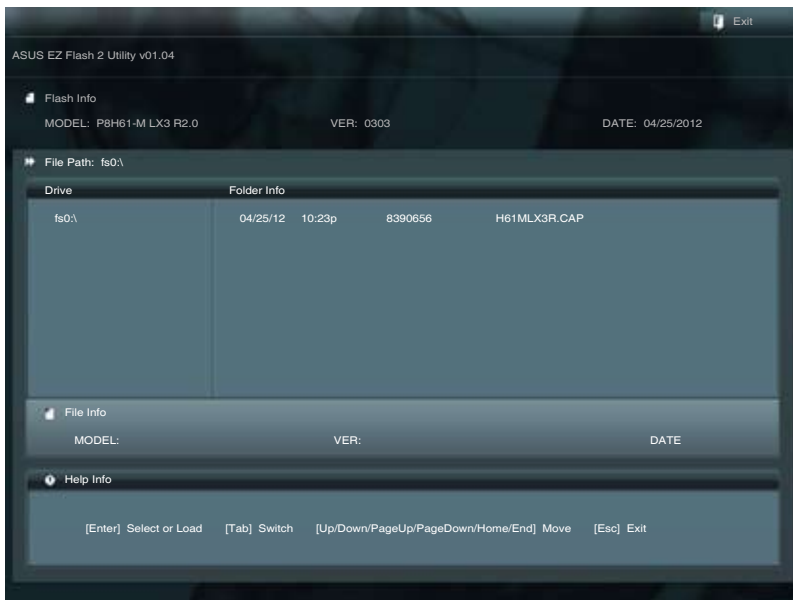 Exit
ASUS EZ Flash 2 Utility v01.04
Flash Info
MODEL: P8H61-M LX3 R2.0 VER: 0303 DATE: 04/25/2012
File Path: fs0:\
Drive Folder Info
fs0:\ 04/25/12 10:23p 8390656 H61MLX3R.CAP
File Info
MODEL: VER: DATE
Help Info
[Enter] Select or Load [Tab] Switch [Up/Down/PageUp/PageDown/Home/End] Move [Esc] Exit